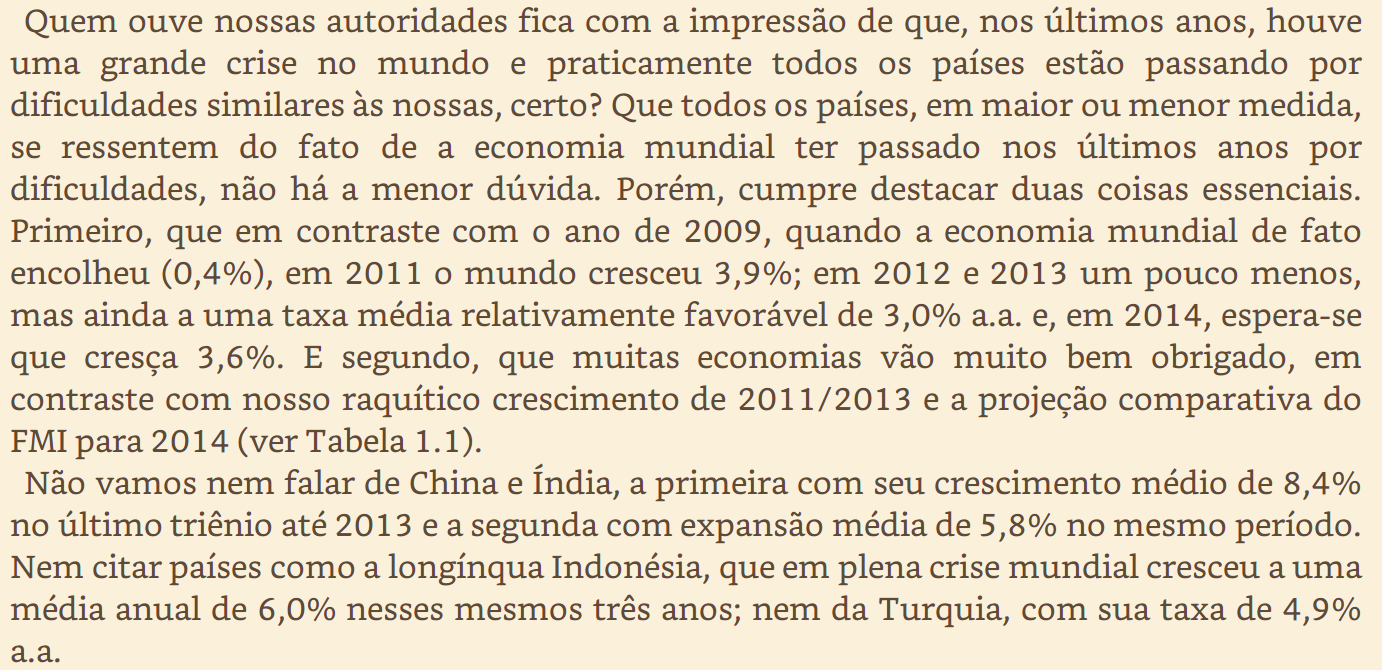 Quem ouve nossas autoridades fica com a impressão de que, nos últimos anos, houve
uma grande crise no mundo e praticamente todos os países estão passando por
dificuldades similares às nossas, certo? Que todos os países, em maior ou menor medida,
se ressentem do fato de a economia mundial ter passado nos últimos anos por
dificuldades, não há a menor dúvida. Porém, cumpre destacar duas coisas essenciais.
Primeiro, que em contraste com o ano de 2009, quando a economia mundial de fato
encolheu (0,4%), em 2011 o mundo cresceu 3,9%; em 2012 e 2013 um pouco menos,
mas ainda a uma taxa média relativamente favorável de 3,0% a.a. e, em 2014, espera-se
que cresça 3,6%. E segundo, que muitas economias vão muito bem obrigado, em
contraste com nosso raquítico crescimento de 2011/2013 e a projeção comparativa do
FMI para 2014 (ver Tabela 1.1).
Não vamos nem falar de China e Índia, a primeira com seu crescimento médio de 8,4%
no último triênio até 2013 e a segunda com expansão média de 5,8% no mesmo período.
Nem citar países como a longínqua Indonésia, que em plena crise mundial cresceu a uma
média anual de 6,0% nesses mesmos três anos; nem da Turquia, com sua taxa de 4,9%
a.a.